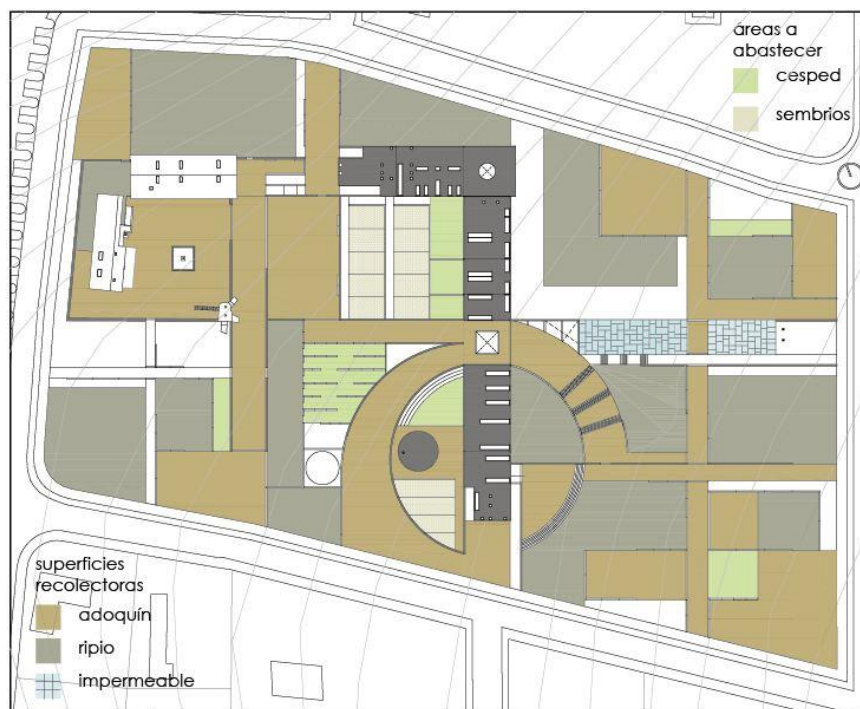 áreas a
abastecer
cesped
sembrios
superficies
recolectoras
adoquín
ripio
impermeable